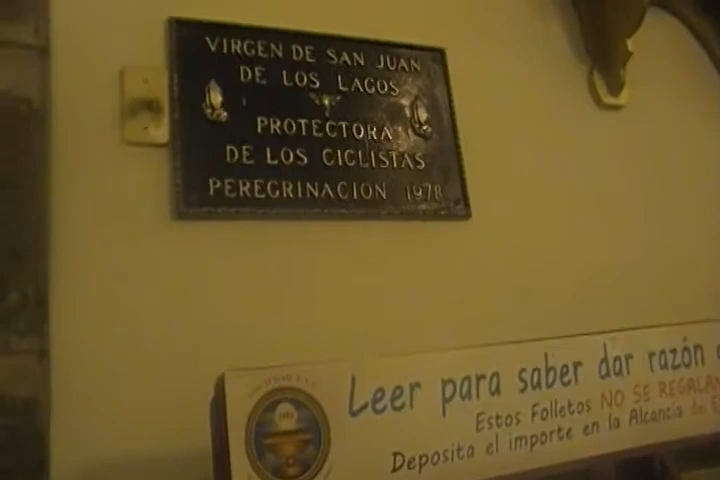 VIRGEN DE SAN JUAN
DE LOS LAGOS
PROTECTORA
DE LOS CICLISTAS
PEREGRINACION 1978
Leer para saber dar razón
Estos Folletos NO SE REGALAN
Deposita el importe en la Alcancía de